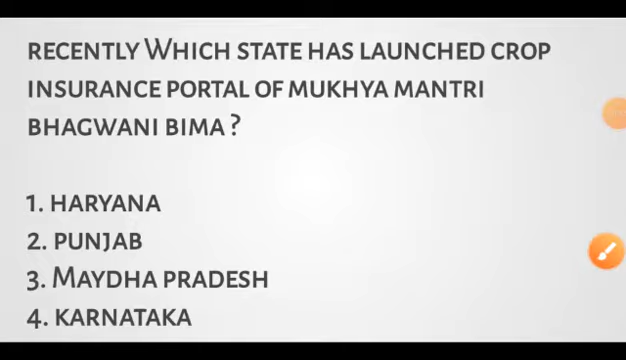 RECENTLY WHICH STATE HAS LAUNCHED CROP
INSURANCE PORTAL OF MUKHYA MANTRI
BHAGWANI BIMA ?
1. HARYANA
2. PUNJAB
3. MAYDHA PRADESH
4. KARNATAKA